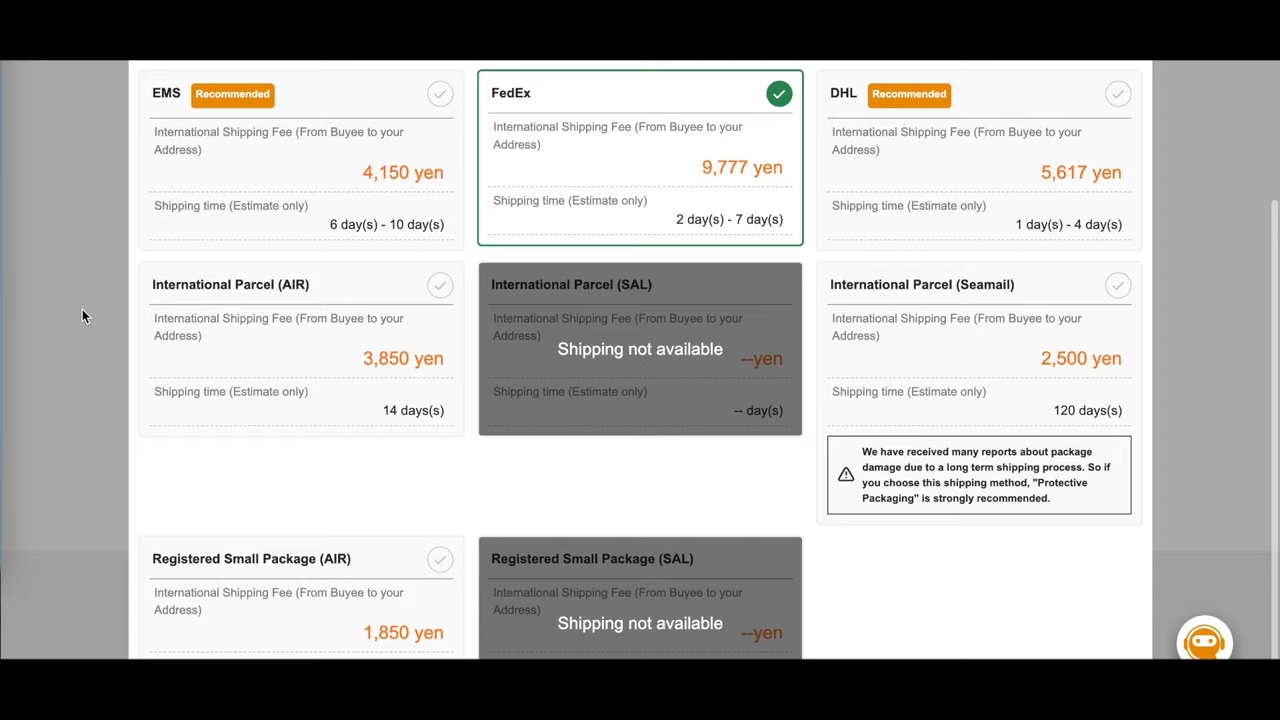 EMS
Recommended
International Shipping Fee (From Buyee to your
Address)
4,150 yen
Shipping time (Estimate only)
6 day(s) - 10 day(s)
FedEx
International Shipping Fee (From Buyee to your
Address)
9,777 yen
Shipping time (Estimate only)
2 day(s) - 7 day(s)
DHL
Recommended
International Shipping Fee (From Buyee to your
Address)
5,617 yen
Shipping time (Estimate only)
1 day(s) - 4 day(s)
International Parcel (AIR)
International Shipping Fee (From Buyee to your
Address)
3,850 yen
Shipping time (Estimate only)
14 days(s)
International Parcel (SAL)
International Shipping Fee (From Buyee to your
Address)
Shipping not available
--yen
Shipping time (Estimate only)
-- day(s)
International Parcel (Seamail)
International Shipping Fee (From Buyee to your
Address)
2,500 yen
Shipping time (Estimate only)
120 days(s)
We have received many reports about package
damage due to a long term shipping process. So if
you choose this shipping method, "Protective
Packaging" is strongly recommended.
Registered Small Package (AIR)
International Shipping Fee (From Buyee to your
Address)
1,850 yen
Registered Small Package (SAL)
International Shipping Fee (From Buyee to your
Address)
Shipping not available
--yen